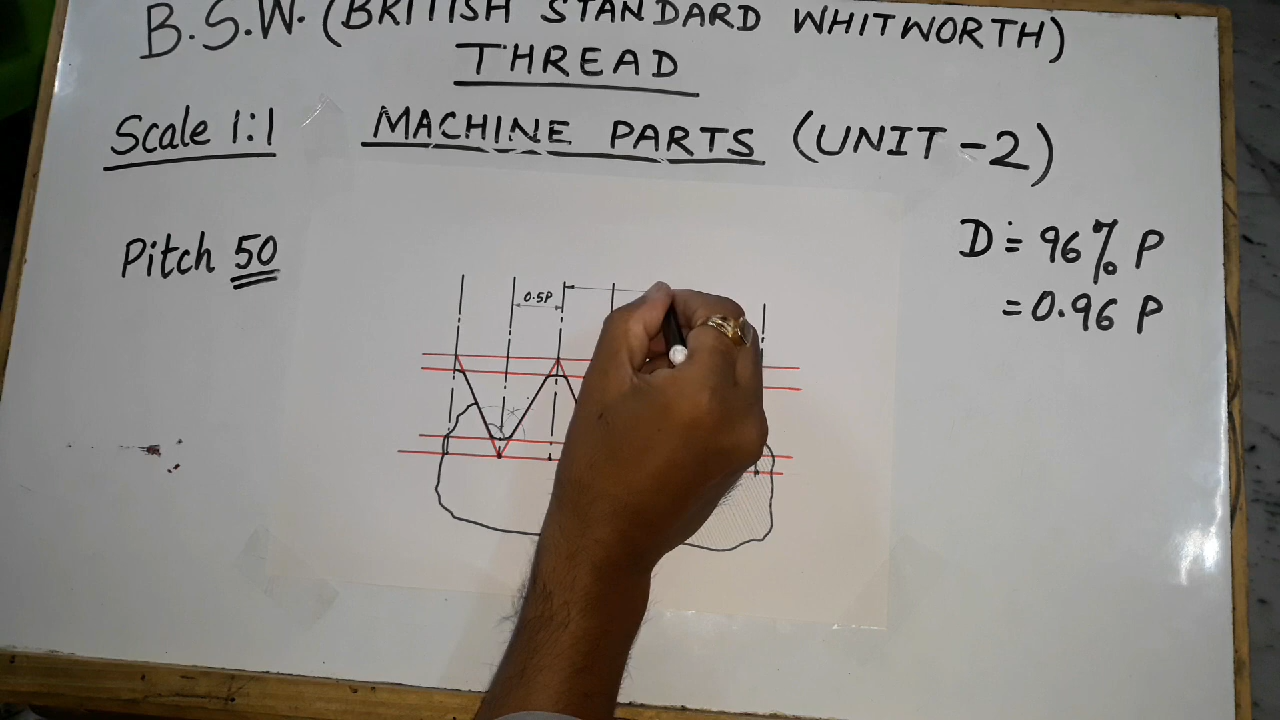 B.S.W. (BRITISH STANDARD WHITWORTH)
THREAD
Scale 1:1
MACHINE PARTS (UNIT-2)
Pitch 50
D = 96% P
= 0.96 P
0.5P